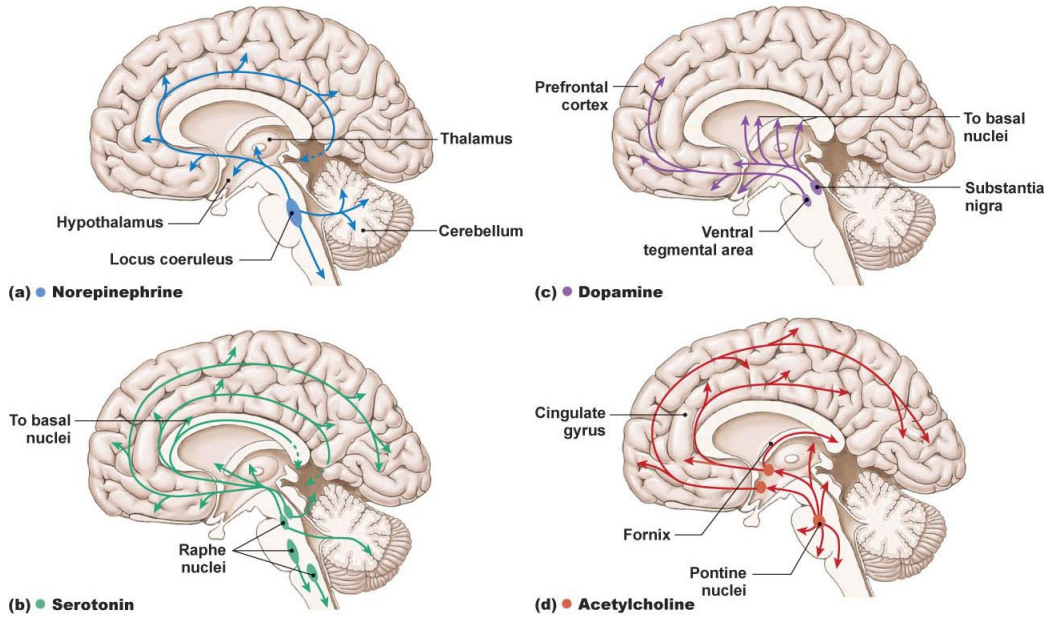 Thalamus
Hypothalamus
Locus coeruleus
Cerebellum
(a) Norepinephrine
Prefrontal
cortex
To basal
nuclei
Substantia
nigra
Ventral
tegmental area
(c) Dopamine
To basal
nuclei
Raphe
nuclei
(b) Serotonin
Cingulate
gyrus
Fornix
Pontine
nuclei
(d) Acetylcholine